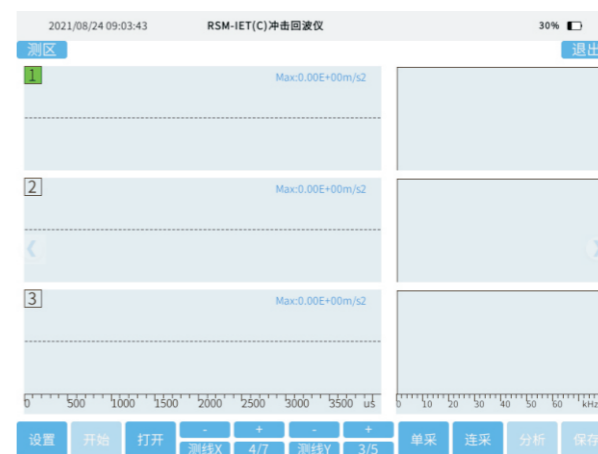 2021/08/24 09:03:43 RSM-IET(C)冲击回波仪 30%
测区 退出
1 Max:0.00E+00m/s2
2 Max:0.00E+00m/s2
3 Max:0.00E+00m/s2
0 500 1000 1500 2000 2500 3000 3500 us 0 10 20 30 40 50 60 kHz
- + - +
设置 开始 打开 测线X 4/7 测线Y 3/5 单采 连采 分析 保存